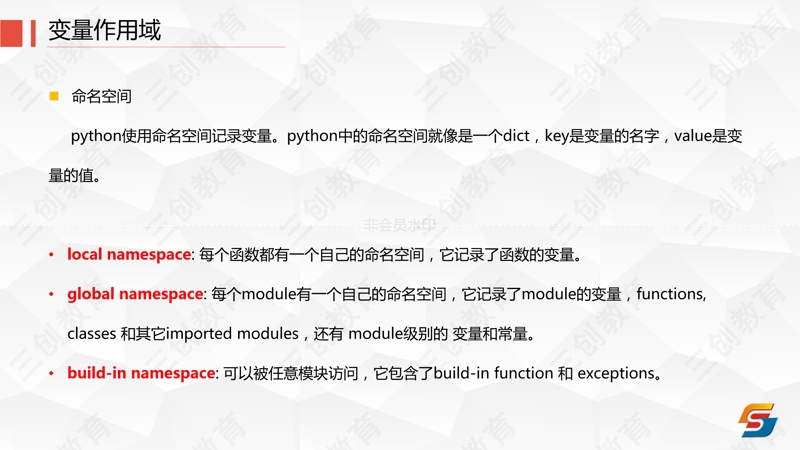 变量作用域
命名空间
python使用命名空间记录变量。python中的命名空间就像是一个dict，key是变量的名字，value是变
量的值。
非会员水印
• local namespace: 每个函数都有一个自己的命名空间，它记录了函数的变量。
• global namespace: 每个module有一个自己的命名空间，它记录了module的变量，functions,
classes 和其它imported modules，还有 module级别的 变量和常量。
• build-in namespace: 可以被任意模块访问，它包含了build-in function 和 exceptions。
三创教育